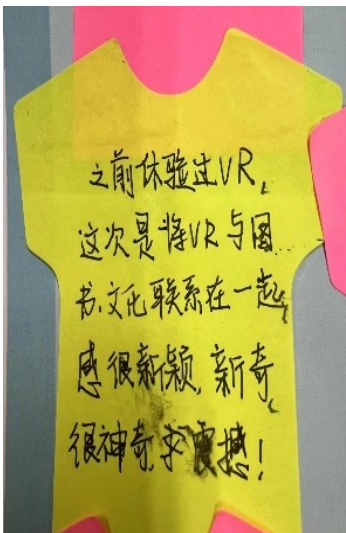 之前体验过VR,
这次是将VR与图
书、文化联系在一起,
感很新颖, 新奇,
很神奇, 求震撼!